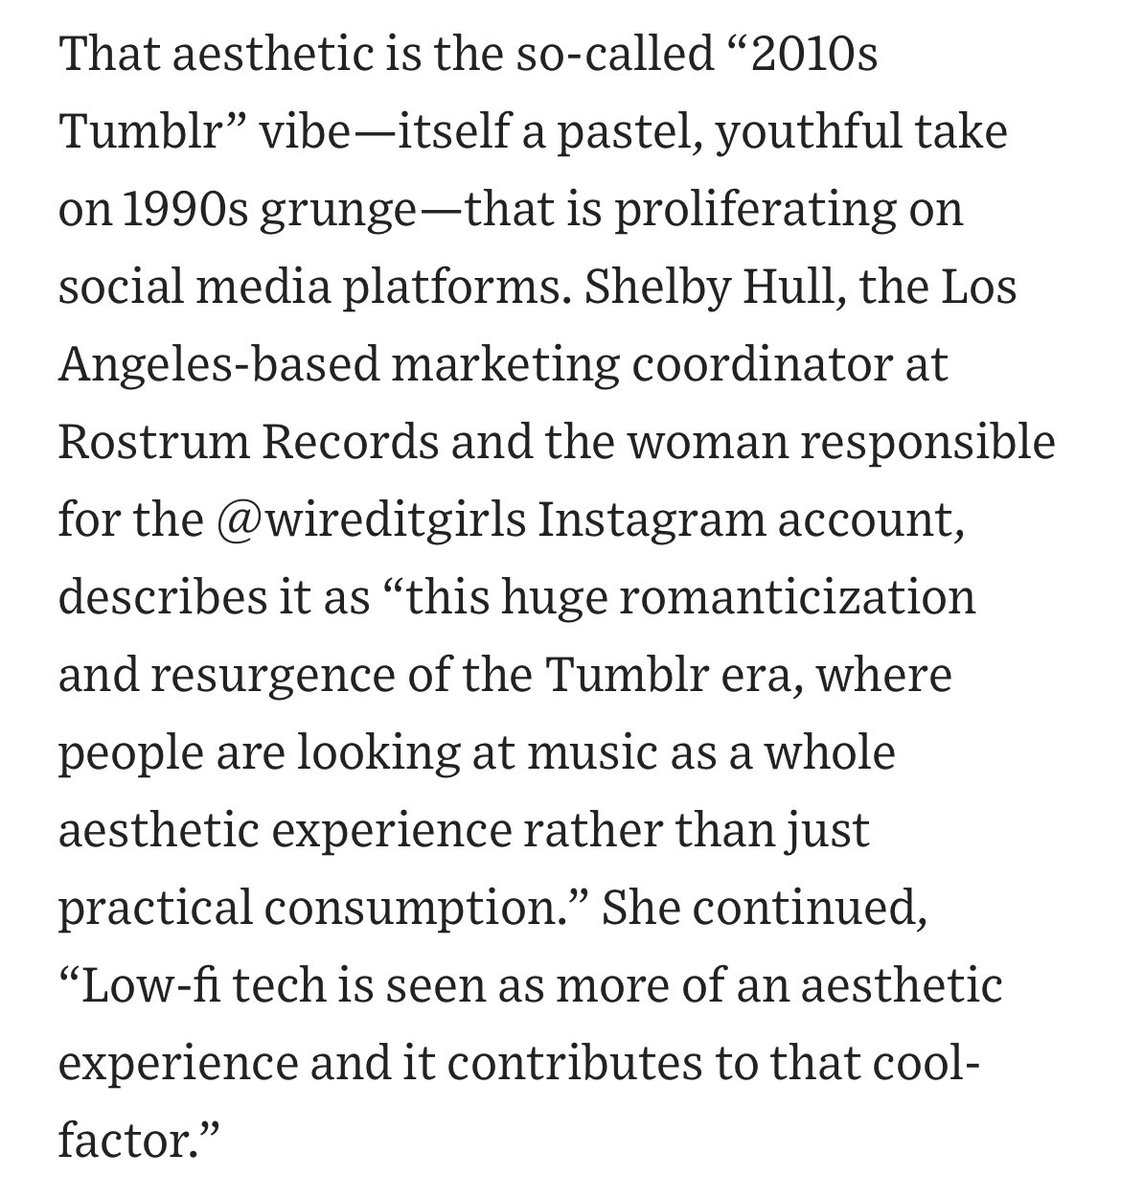 That aesthetic is the so-called “2010s
Tumblr” vibe—itself a pastel, youthful take
on 1990s grunge—that is proliferating on
social media platforms. Shelby Hull, the Los
Angeles-based marketing coordinator at
Rostrum Records and the woman responsible
for the @wireditgirls Instagram account,
describes it as “this huge romanticization
and resurgence of the Tumblr era, where
people are looking at music as a whole
aesthetic experience rather than just
practical consumption.” She continued,
“Low-fi tech is seen as more of an aesthetic
experience and it contributes to that cool-
factor.”